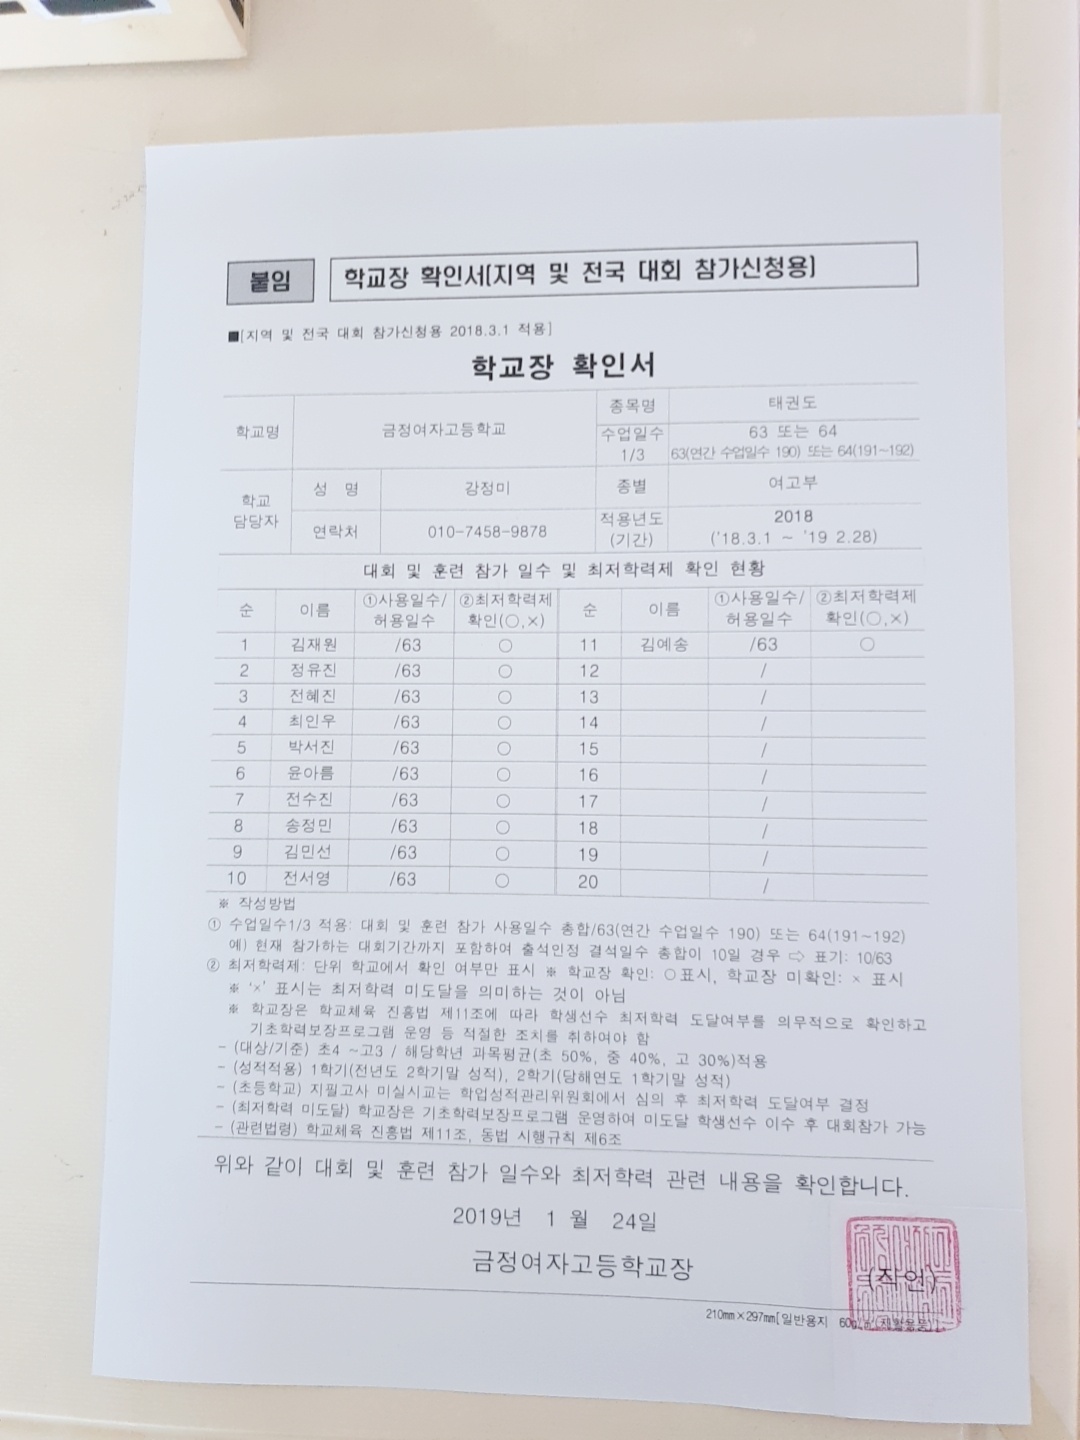 붙임
학교장 확인서[지역 및 전국 대회 참가신청용]
■[지역 및 전국 대회 참가신청용 2018.3.1 적용]
학교장 확인서
학교명 금정여자고등학교 종목명 태권도
수업일수 1/3 63 또는 64
63(연간 수업일수 190) 또는 64(191~192)
학교 담당자 성 명 강정미 종별 여고부
연락처 010-7458-9878 적용년도 (기간) 2018
('18.3.1 ~ '19 2.28)
대회 및 훈련 참가 일수 및 최저학력제 확인 현황
순 이름 ①사용일수/허용일수 ②최저학력제 확인(○,×) 순 이름 ①사용일수/허용일수 ②최저학력제 확인(○,×)
1 김재원 /63 ○ 11 김예송 /63 ○
2 정유진 /63 ○ 12 /
3 전혜진 /63 ○ 13 /
4 최인우 /63 ○ 14 /
5 박서진 /63 ○ 15 /
6 윤아름 /63 ○ 16 /
7 전수진 /63 ○ 17 /
8 송정민 /63 ○ 18 /
9 김민선 /63 ○ 19 /
10 전서영 /63 ○ 20 /
※ 작성방법
① 수업일수1/3 적용: 대회 및 훈련 참가 사용일수 총합/63(연간 수업일수 190) 또는 64(191~192)
예) 현재 참가하는 대회기간까지 포함하여 출석인정 결석일수 총합이 10일 경우 ⇨ 표기: 10/63
② 최저학력제: 단위 학교에서 확인 여부만 표시 ※ 학교장 확인: ○표시, 학교장 미확인: × 표시
※ '×' 표시는 최저학력 미도달을 의미하는 것이 아님
※ 학교장은 학교체육 진흥법 제11조에 따라 학생선수 최저학력 도달여부를 의무적으로 확인하고
기초학력보장프로그램 운영 등 적절한 조치를 취하여야 함
- (대상/기준) 초4 ~고3 / 해당학년 과목평균(초 50%, 중 40%, 고 30%)적용
- (성적적용) 1학기(전년도 2학기말 성적), 2학기(당해연도 1학기말 성적)
- (초등학교) 지필고사 미실시교는 학업성적관리위원회에서 심의 후 최저학력 도달여부 결정
- (최저학력 미도달) 학교장은 기초학력보장프로그램 운영하여 미도달 학생선수 이수 후 대회참가 가능
- (관련법령) 학교체육 진흥법 제11조, 동법 시행규칙 제6조
위와 같이 대회 및 훈련 참가 일수와 최저학력 관련 내용을 확인합니다.
2019년 1 월 24일
금정여자고등학교장 (직인)
210㎜×297㎜[일반용지